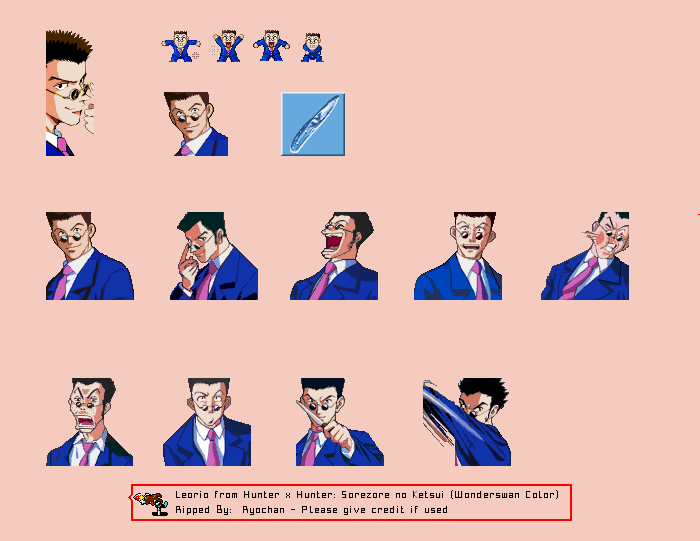 Leorio from Hunter x Hunter: Sorezore no Ketsui (Wonderswan Color)
Ripped By: Ryochan - Please give credit if used